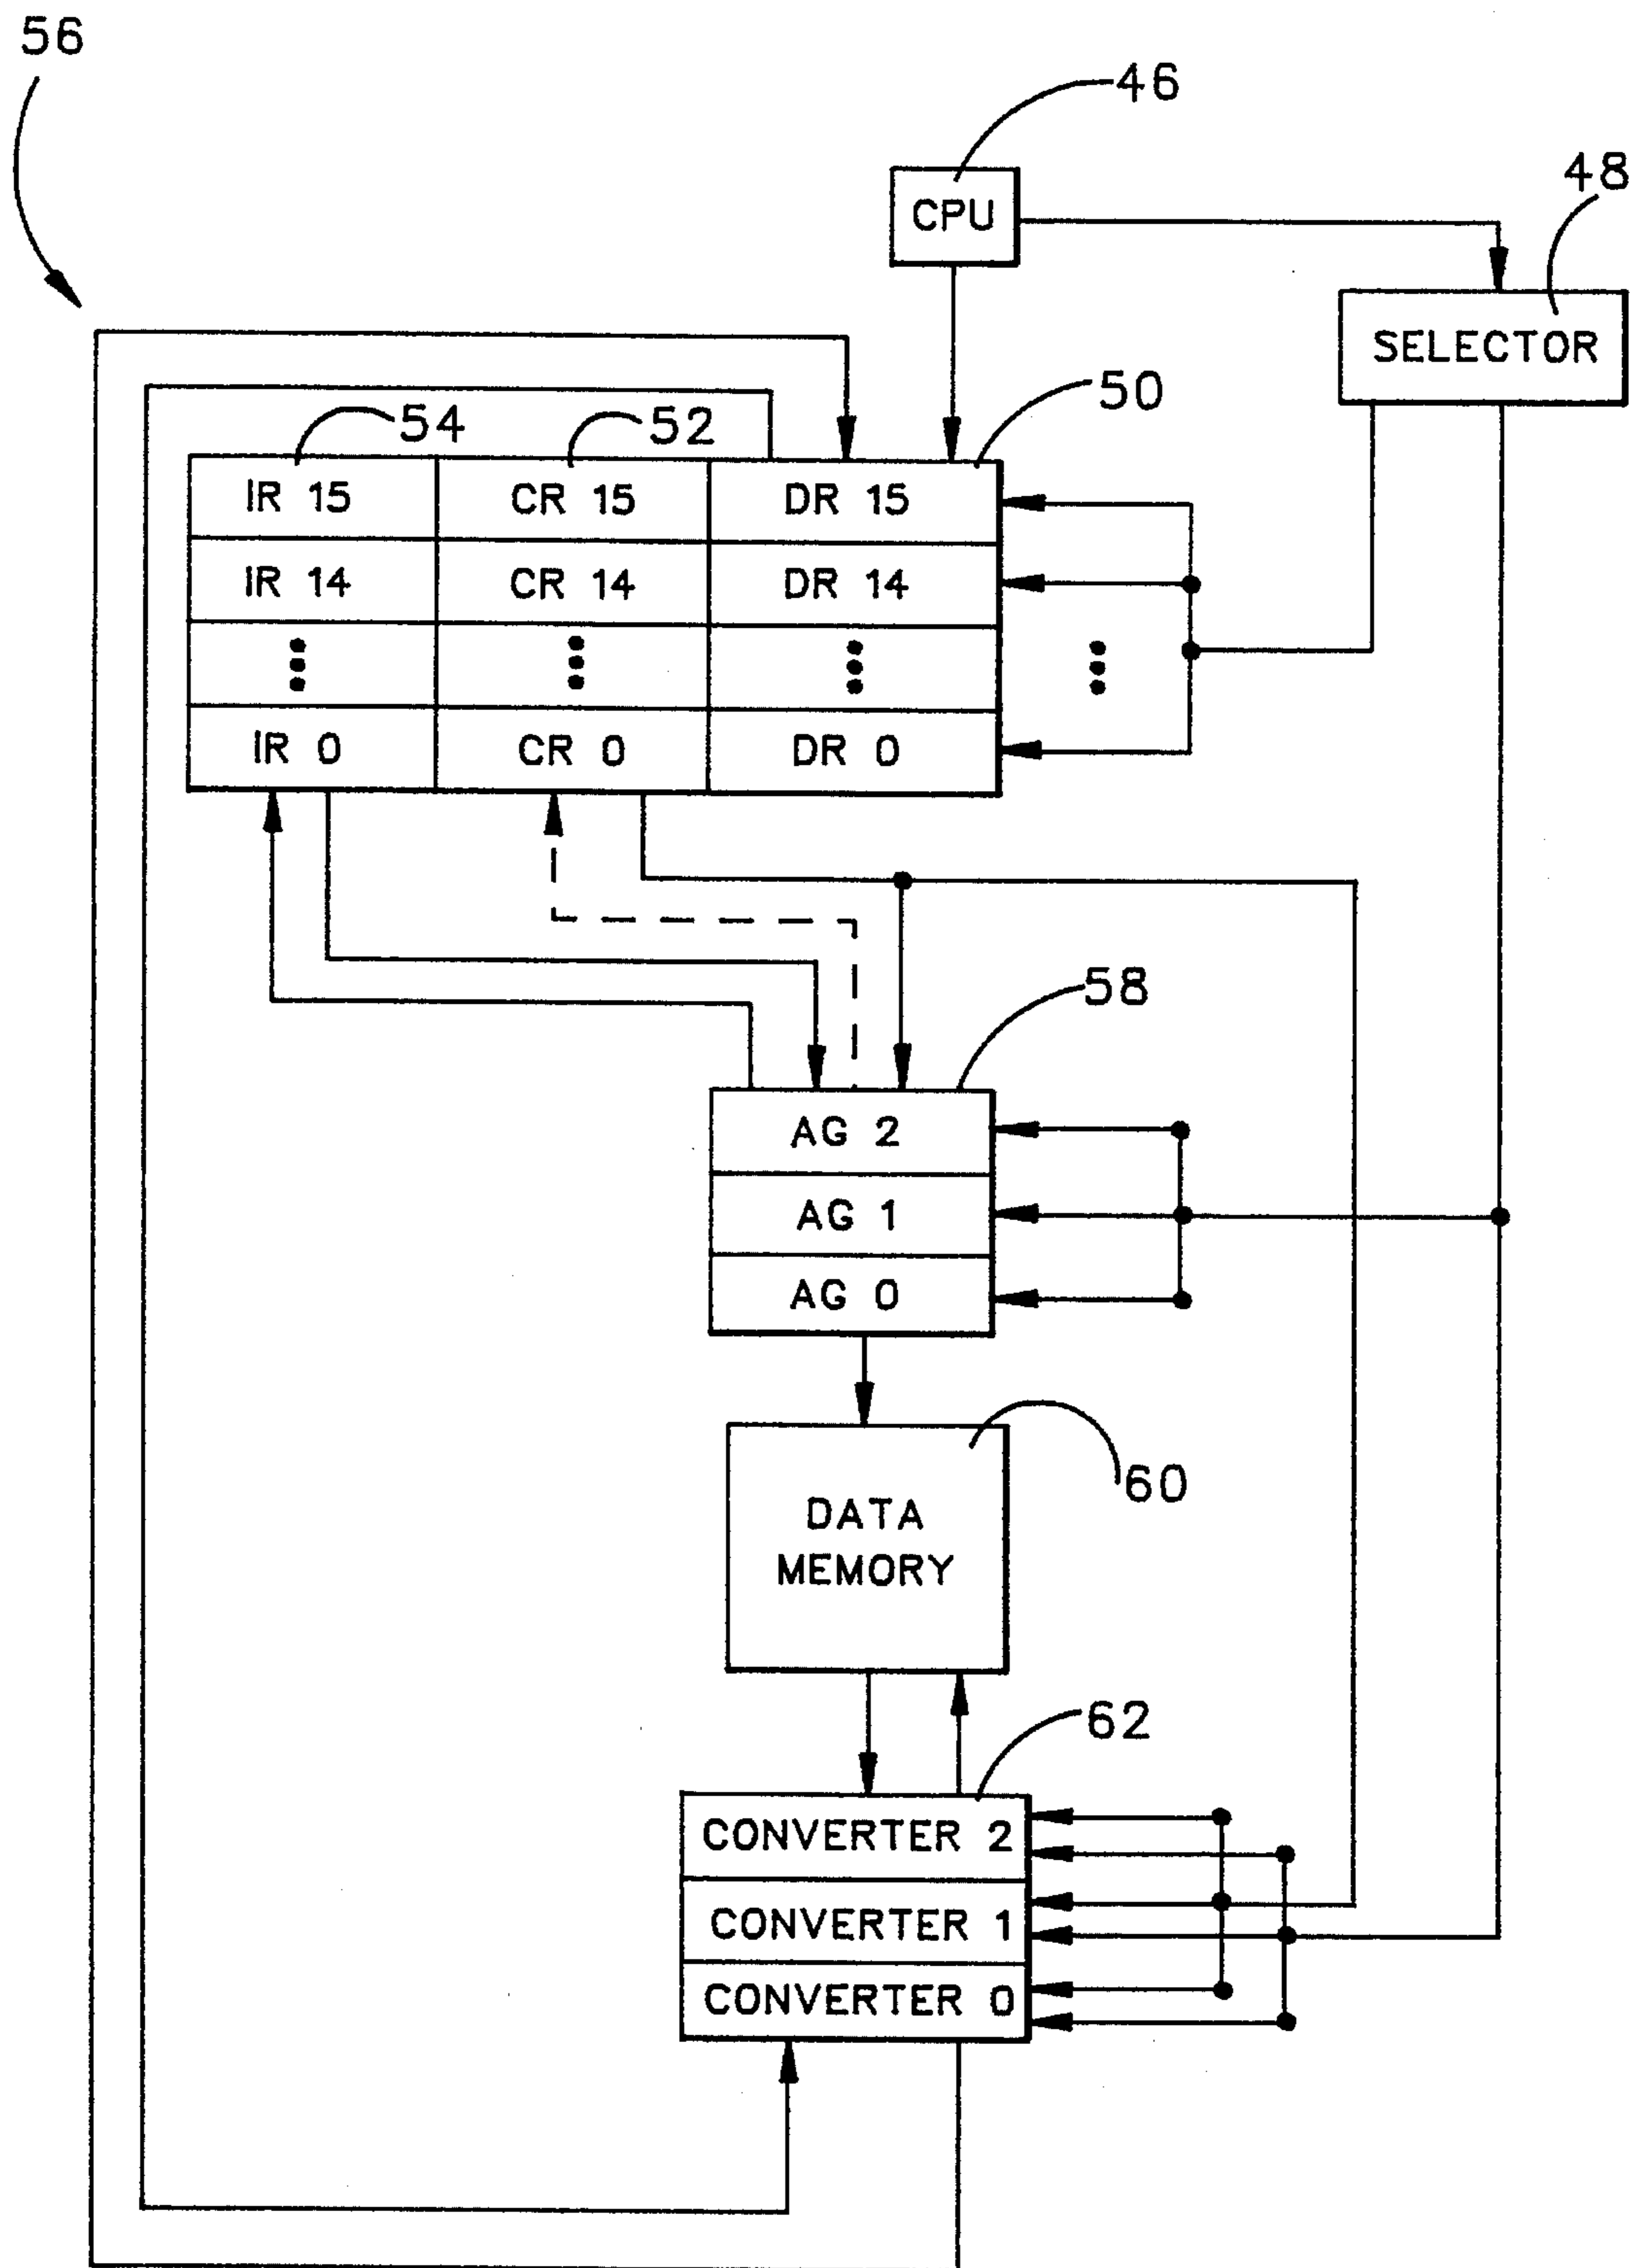 56
46
48
CPU
SELECTOR
50
54
52
IR 15 CR 15 DR 15
IR 14 CR 14 DR 14
IR 0 CR 0 DR 0
58
AG 2
AG 1
AG 0
60
DATA
MEMORY
62
CONVERTER 2
CONVERTER 1
CONVERTER 0